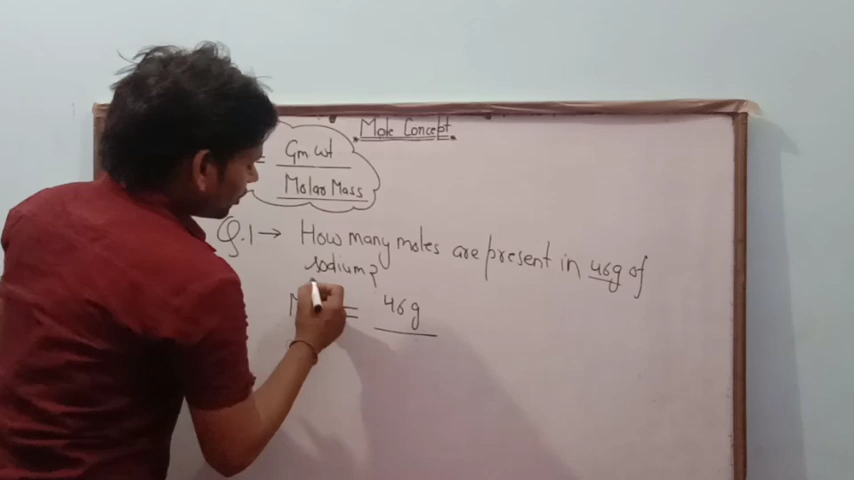 Mole Concept
= Gm wt
Molar Mass
Q.1 → How many moles are present in 46g of
sodium?
M = 46g